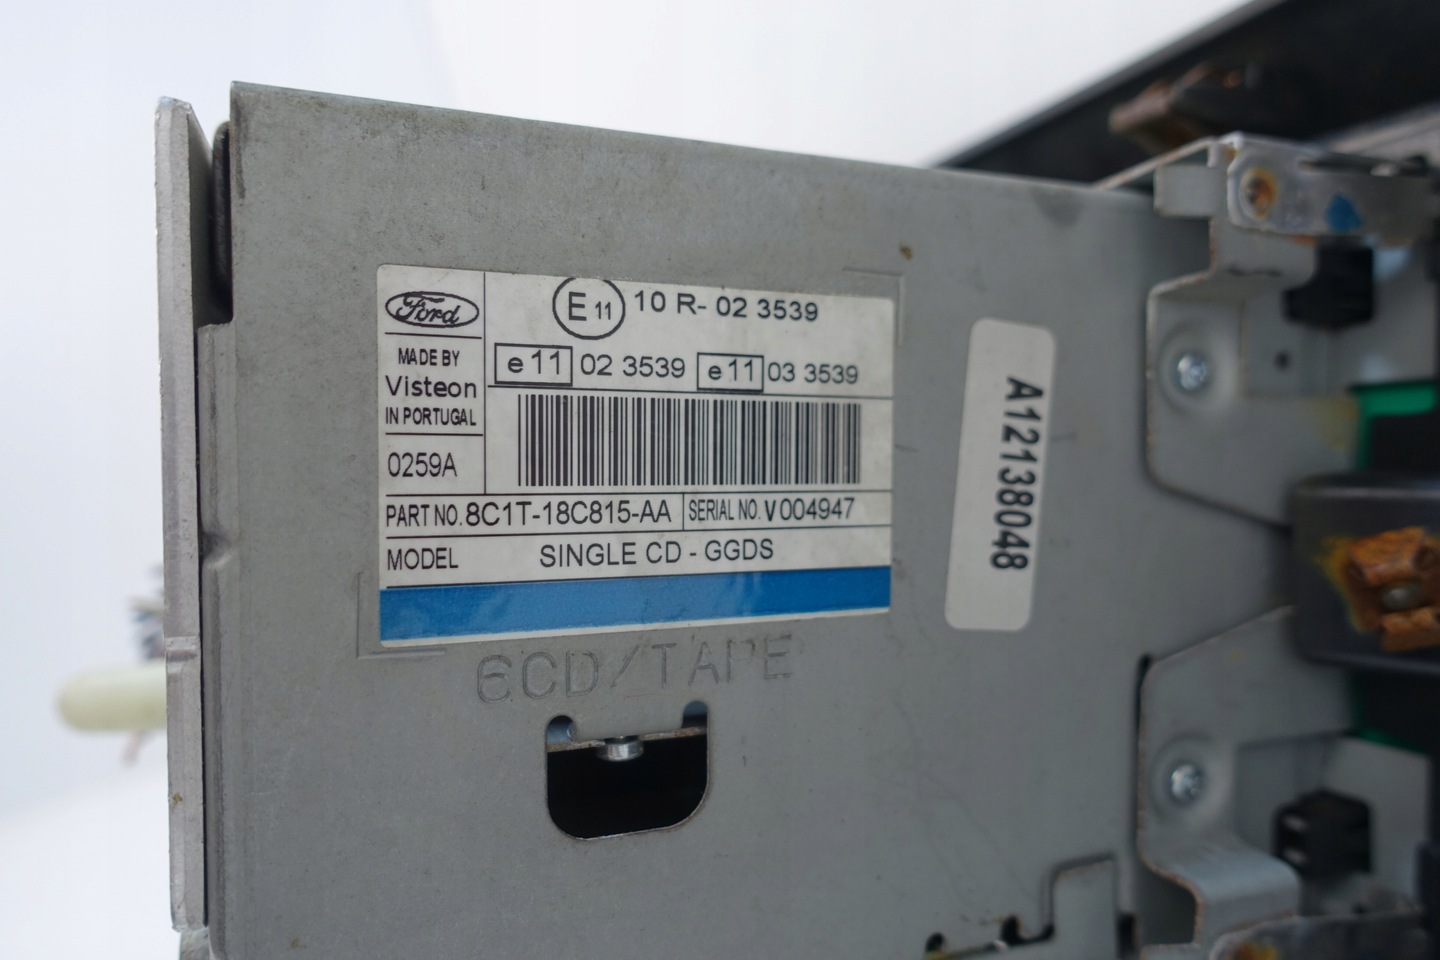 Ford
E 11 10 R- 02 3539
MADE BY
Visteon
IN PORTUGAL
e 11 02 3539 e 11 03 3539
0259A
PART NO. 8C1T-18C815-AA SERIAL NO. V004947
MODEL SINGLE CD - GGDS
6CD/TAPE
A12138048